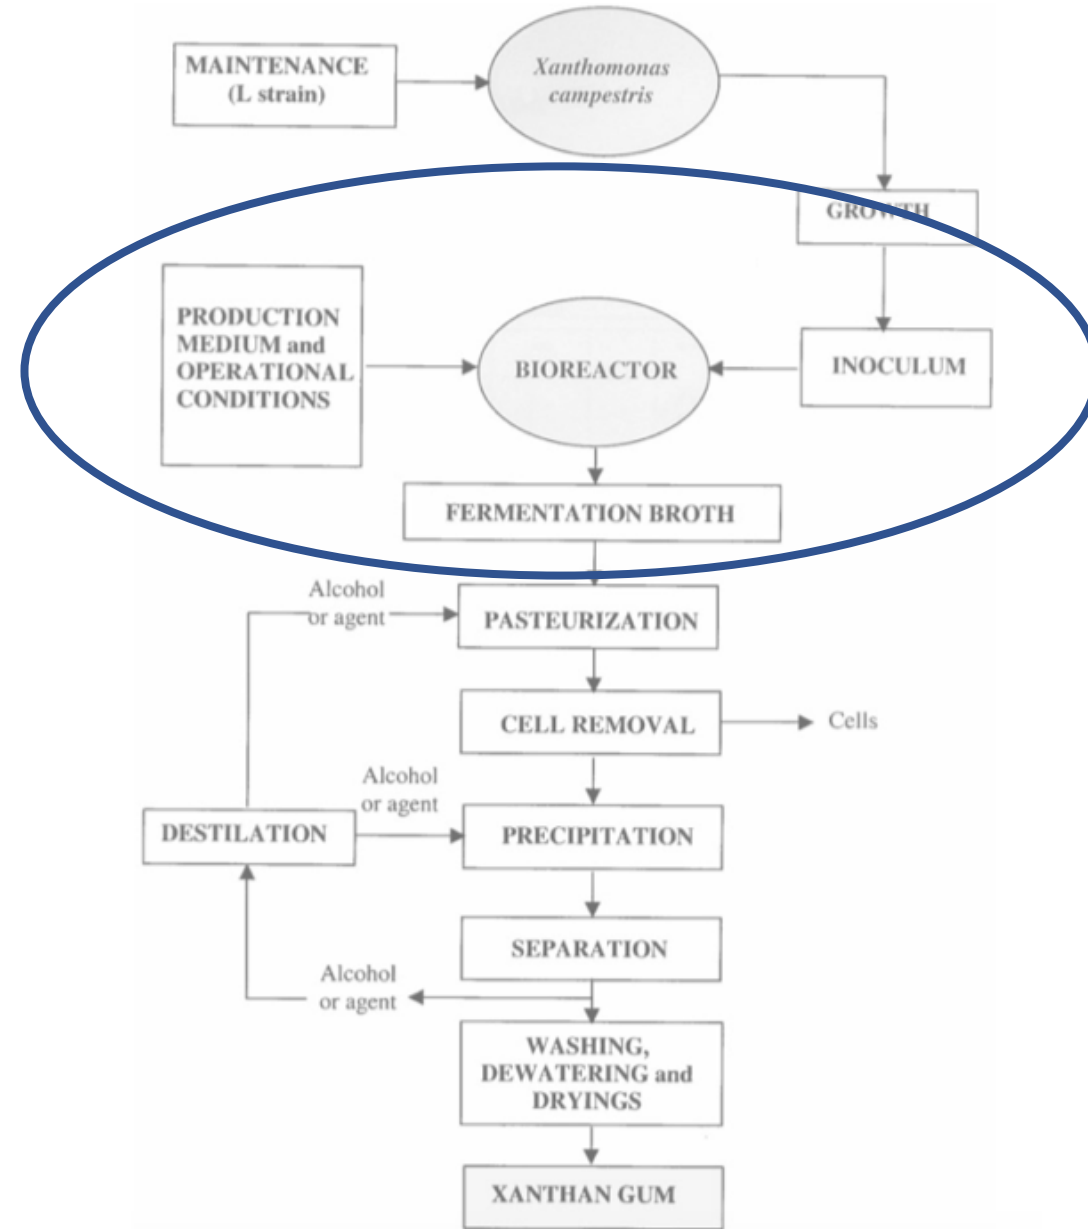 MAINTENANCE
(L strain)
Xanthomonas
campestris
GROWTH
PRODUCTION
MEDIUM and
OPERATIONAL
CONDITIONS
BIOREACTOR
INOCULUM
FERMENTATION BROTH
Alcohol
or agent
PASTEURIZATION
CELL REMOVAL
Cells
Alcohol
or agent
DESTILATION
PRECIPITATION
SEPARATION
Alcohol
or agent
WASHING,
DEWATERING and
DRYINGS
XANTHAN GUM